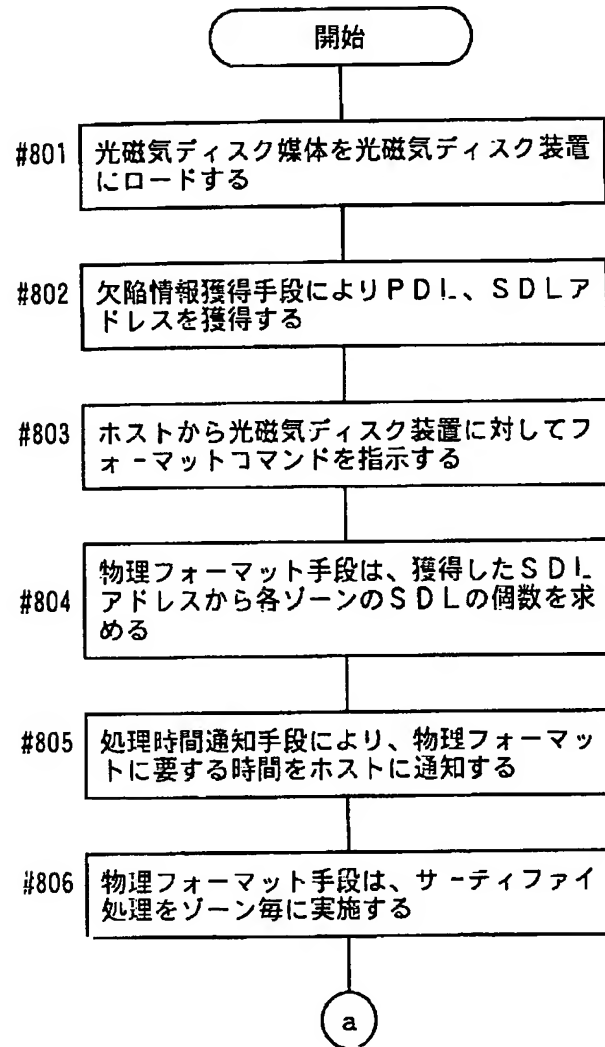 開始
#801 光磁気ディスク媒体を光磁気ディスク装置
にロードする
#802 欠陥情報獲得手段によりPDL、SDLア
ドレスを獲得する
#803 ホストから光磁気ディスク装置に対してフ
ォーマットコマンドを指示する
物理フォーマット手段は、獲得したSDL
#804 アドレスから各ゾーンのSDLの個数を求
める
#805 処理時間通知手段により、物理フォーマッ
トに要する時間をホストに通知する
#806 物理フォーマット手段は、サーティファイ
処理をゾーン毎に実施する
a